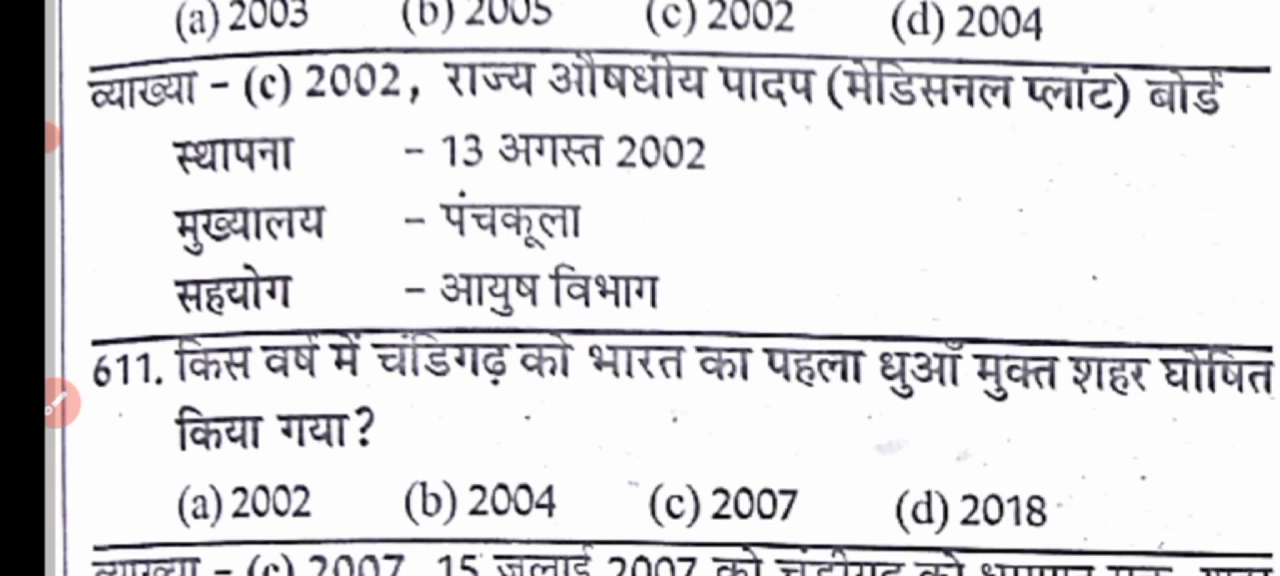 (a) 2003 (b) 2005 (c) 2002 (d) 2004
व्याख्या - (c) 2002, राज्य औषधीय पादप (मेडिसनल प्लांट) बोर्ड
स्थापना - 13 अगस्त 2002
मुख्यालय - पंचकूला
सहयोग - आयुष विभाग
611. किस वर्ष में चंडिगढ़ को भारत का पहला धुआँ मुक्त शहर घोषित
किया गया?
(a) 2002 (b) 2004 (c) 2007 (d) 2018
व्याख्या - (c) 2007, 15 जुलाई 2007 को चंडीगढ़ को